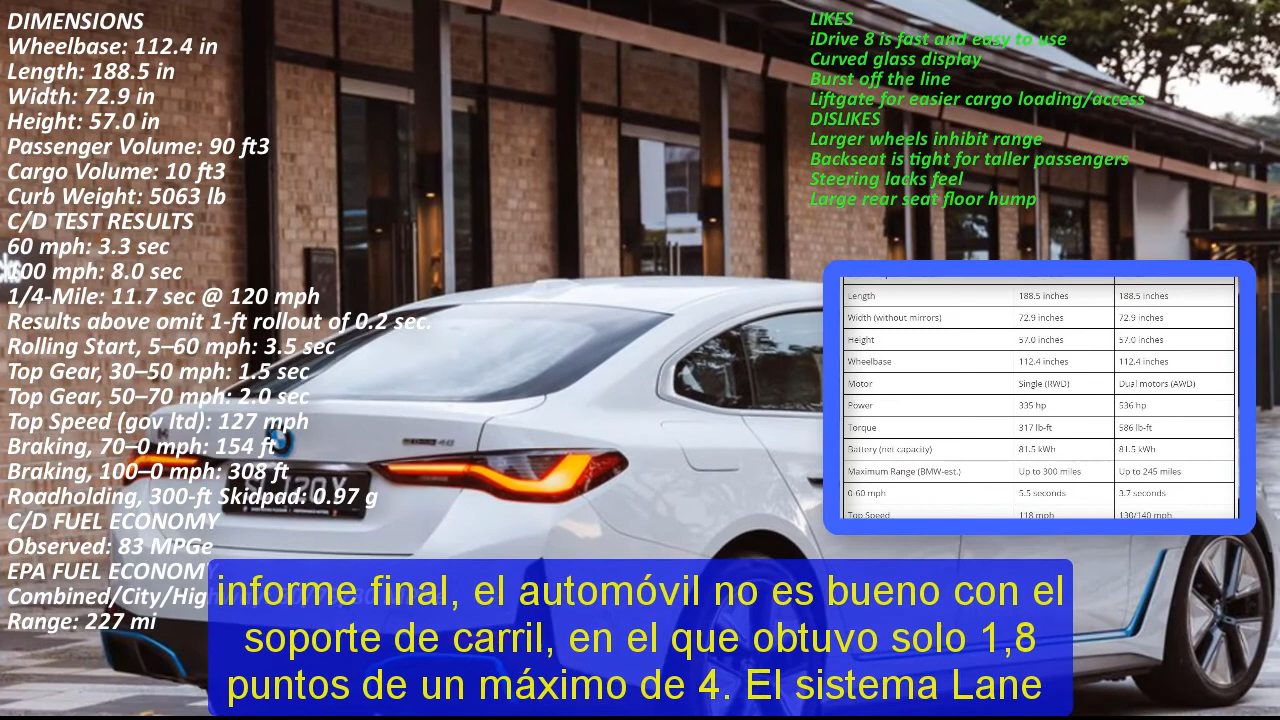 DIMENSIONS
Wheelbase: 112.4 in
Length: 188.5 in
Width: 72.9 in
Height: 57.0 in
Passenger Volume: 90 ft3
Cargo Volume: 10 ft3
Curb Weight: 5063 lb
C/D TEST RESULTS
60 mph: 3.3 sec
100 mph: 8.0 sec
1/4-Mile: 11.7 sec @ 120 mph
Results above omit 1-ft rollout of 0.2 sec.
Rolling Start, 5–60 mph: 3.5 sec
Top Gear, 30–50 mph: 1.5 sec
Top Gear, 50–70 mph: 2.0 sec
Top Speed (gov ltd): 127 mph
Braking, 70–0 mph: 154 ft
Braking, 100–0 mph: 308 ft
Roadholding, 300-ft Skidpad: 0.97 g
C/D FUEL ECONOMY
Observed: 83 MPGe
EPA FUEL ECONOMY
Combined/City/High
Range: 227 mi
LIKES
iDrive 8 is fast and easy to use
Curved glass display
Burst off the line
Liftgate for easier cargo loading/access
DISLIKES
Larger wheels inhibit range
Backseat is tight for taller passengers
Steering lacks feel
Large rear seat floor hump
Length 188.5 inches 188.5 inches
Width (without mirrors) 72.9 inches 72.9 inches
Height 57.0 inches 57.0 inches
Wheelbase 112.4 inches 112.4 inches
Motor Single (RWD) Dual motors (AWD)
Power 335 hp 536 hp
Torque 317 lb-ft 586 lb-ft
Battery (net capacity) 81.5 kWh 81.5 kWh
Maximum Range (BMW-est.) Up to 300 miles Up to 245 miles
0-60 mph 5.5 seconds 3.7 seconds
Top Speed 118 mph 130/140 mph
informe final, el automóvil no es bueno con el
soporte de carril, en el que obtuvo solo 1,8
puntos de un máximo de 4. El sistema Lane